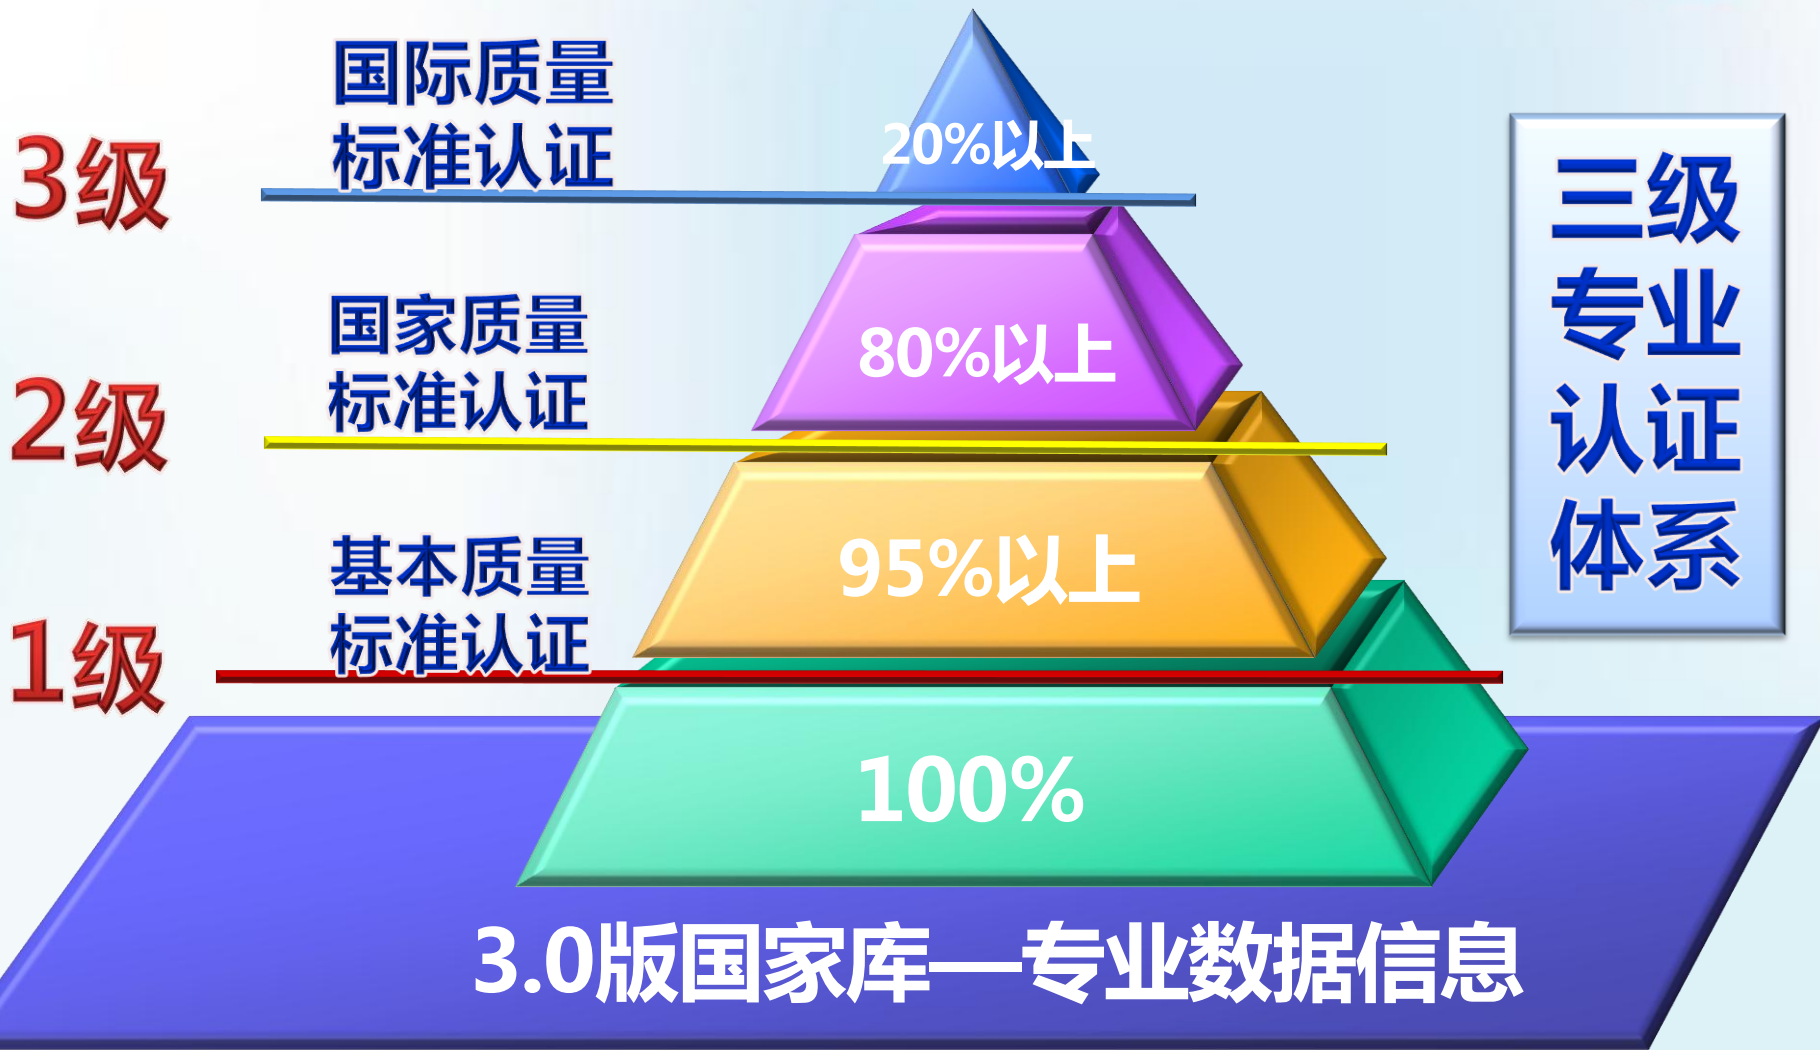 国际质量
标准认证
3级
20%以上
国家质量
标准认证
2级
80%以上
基本质量
标准认证
1级
95%以上
100%
三级
专业
认证
体系
3.0版国家库—专业数据信息